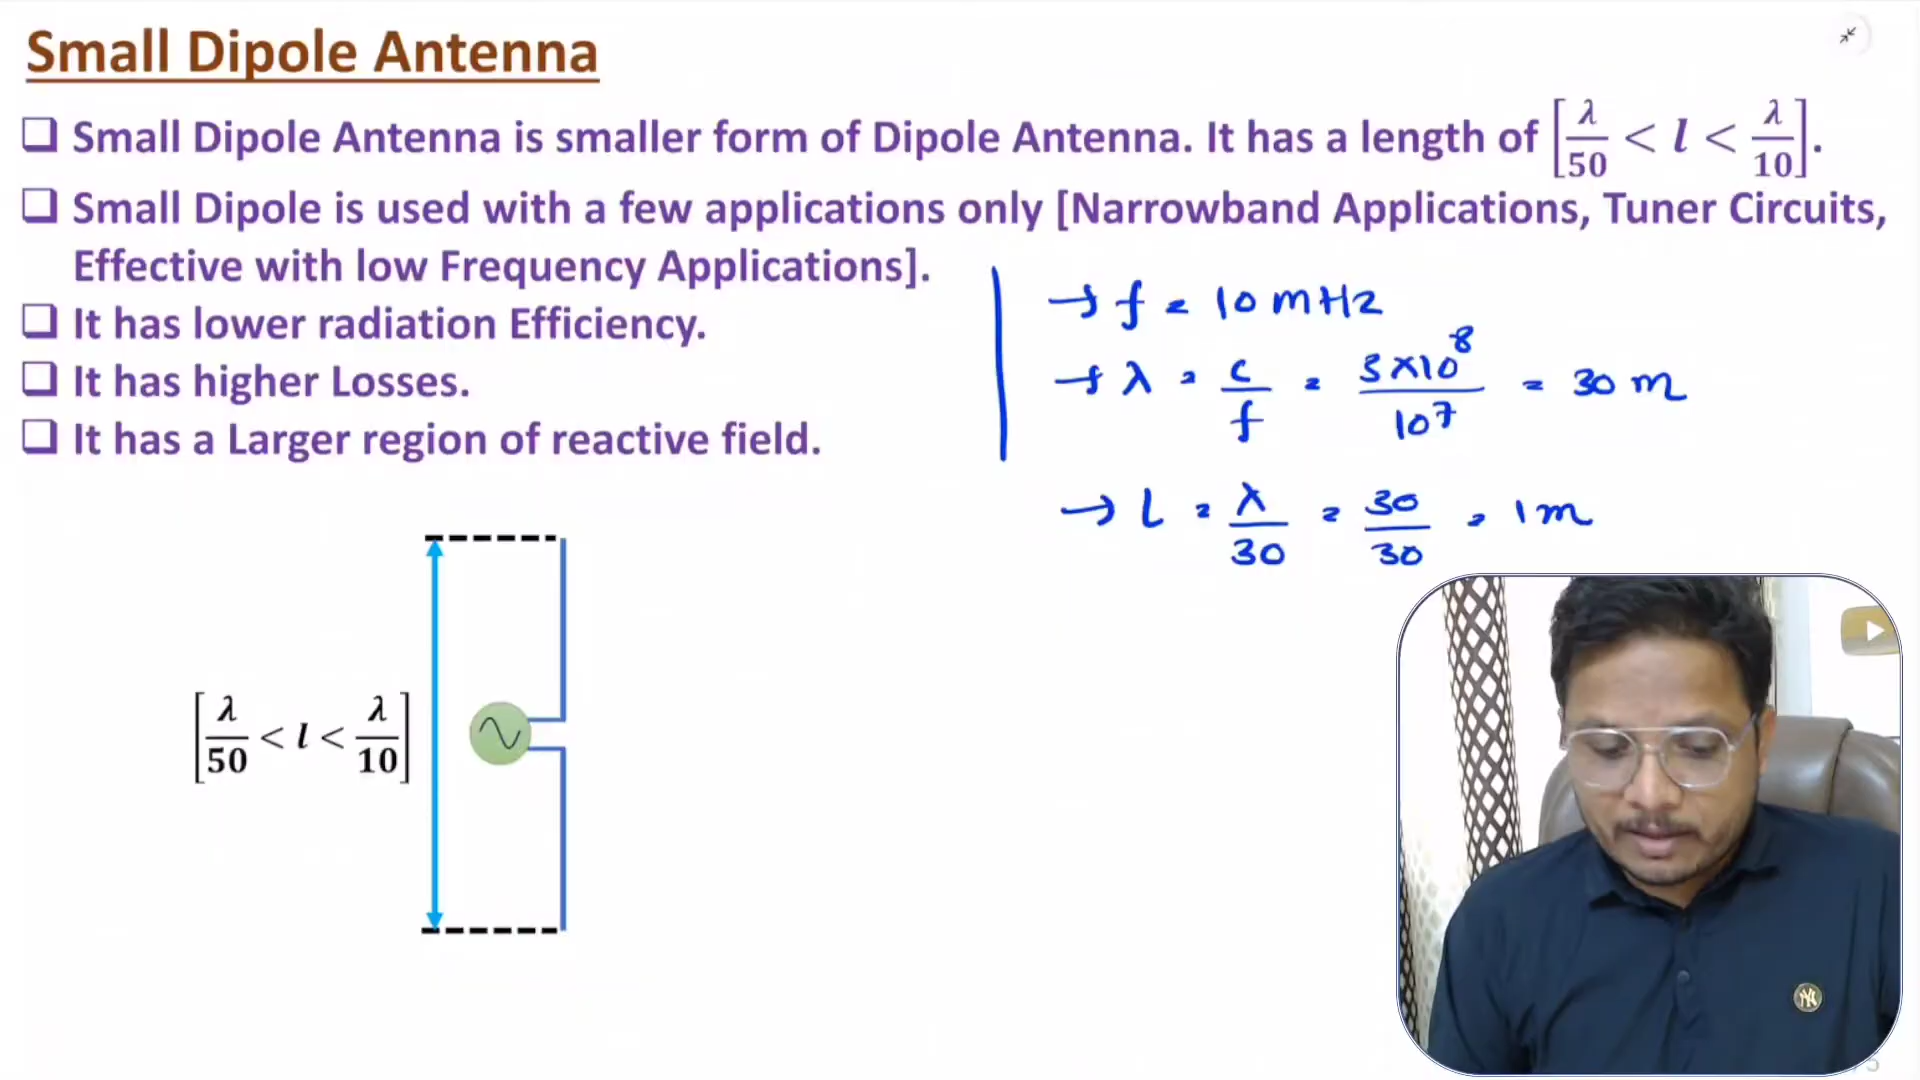 Small Dipole Antenna
❑ Small Dipole Antenna is smaller form of Dipole Antenna. It has a length of [λ/50 < l < λ/10].
❑ Small Dipole is used with a few applications only [Narrowband Applications, Tuner Circuits,
Effective with low Frequency Applications].
❑ It has lower radiation Efficiency.
❑ It has higher Losses.
❑ It has a Larger region of reactive field.
→ f = 10 mHz
→ λ = c/f = 3×10^8/10^7 = 30 m
→ L = λ/30 = 30/30 = 1 m
[λ/50 < l < λ/10]